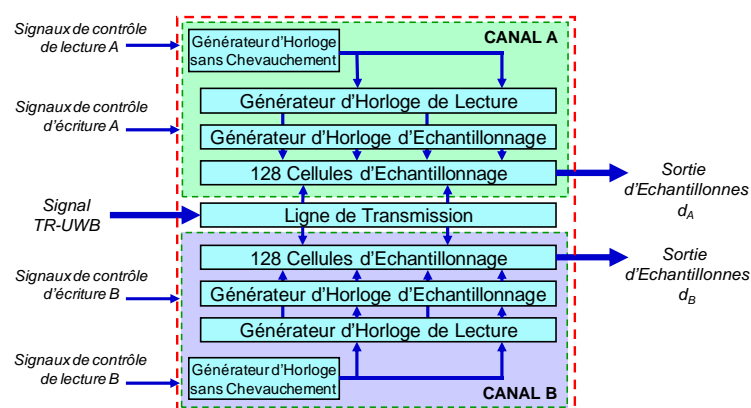 Signaux de contrôle
de lecture A
Générateur d'Horloge
sans Chevauchement
CANAL A
Générateur d'Horloge de Lecture
Signaux de contrôle
d'écriture A
Générateur d'Horloge d'Echantillonnage
128 Cellules d'Echantillonnage
Sortie
d'Echantillonnes
dA
Signal
TR-UWB
Ligne de Transmission
128 Cellules d'Echantillonnage
Sortie
d'Echantillonnes
dB
Signaux de contrôle
d'écriture B
Générateur d'Horloge d'Echantillonnage
Générateur d'Horloge de Lecture
Signaux de contrôle
de lecture B
Générateur d'Horloge
sans Chevauchement
CANAL B